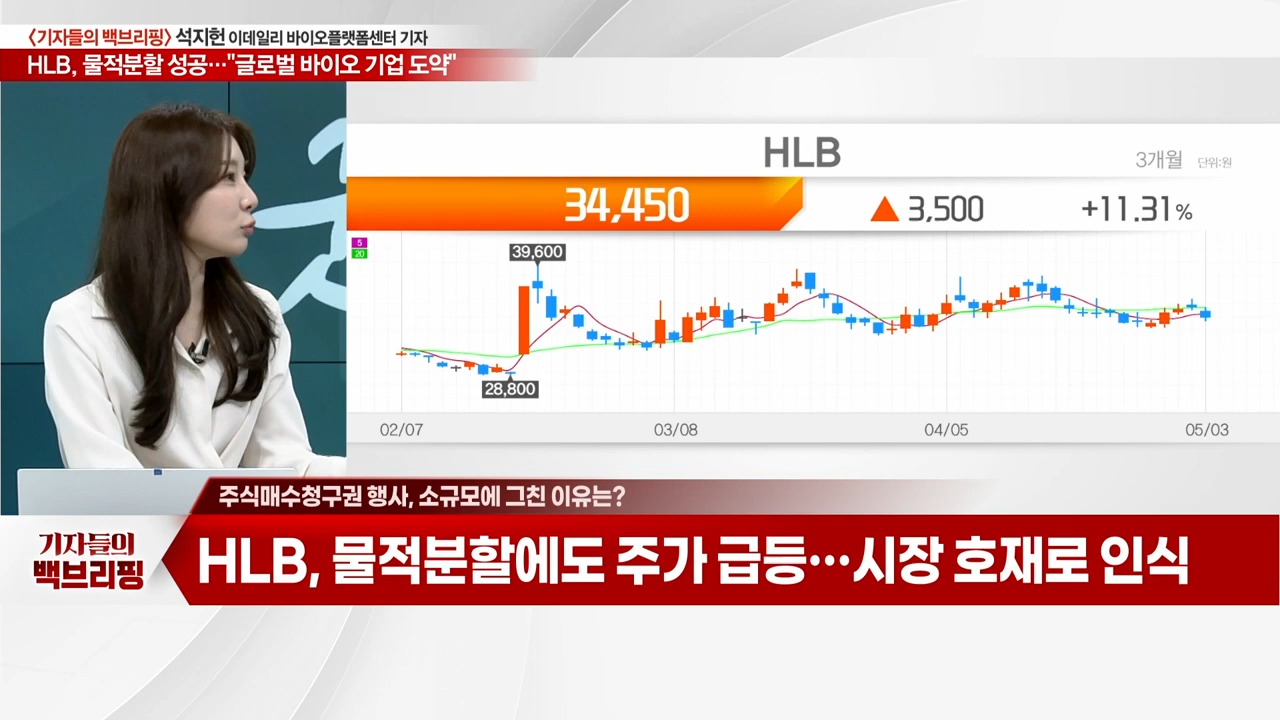 <기자들의 백브리핑> 석지헌 이데일리 바이오플랫폼센터 기자
HLB, 물적분할 성공…"글로벌 바이오 기업 도약"
HLB
3개월 단위:원
34,450 ▲ 3,500 +11.31%
5
20
39,600
28,800
02/07 03/08 04/05 05/03
주식매수청구권 행사, 소규모에 그친 이유는?
기자들의
백브리핑
HLB, 물적분할에도 주가 급등…시장 호재로 인식